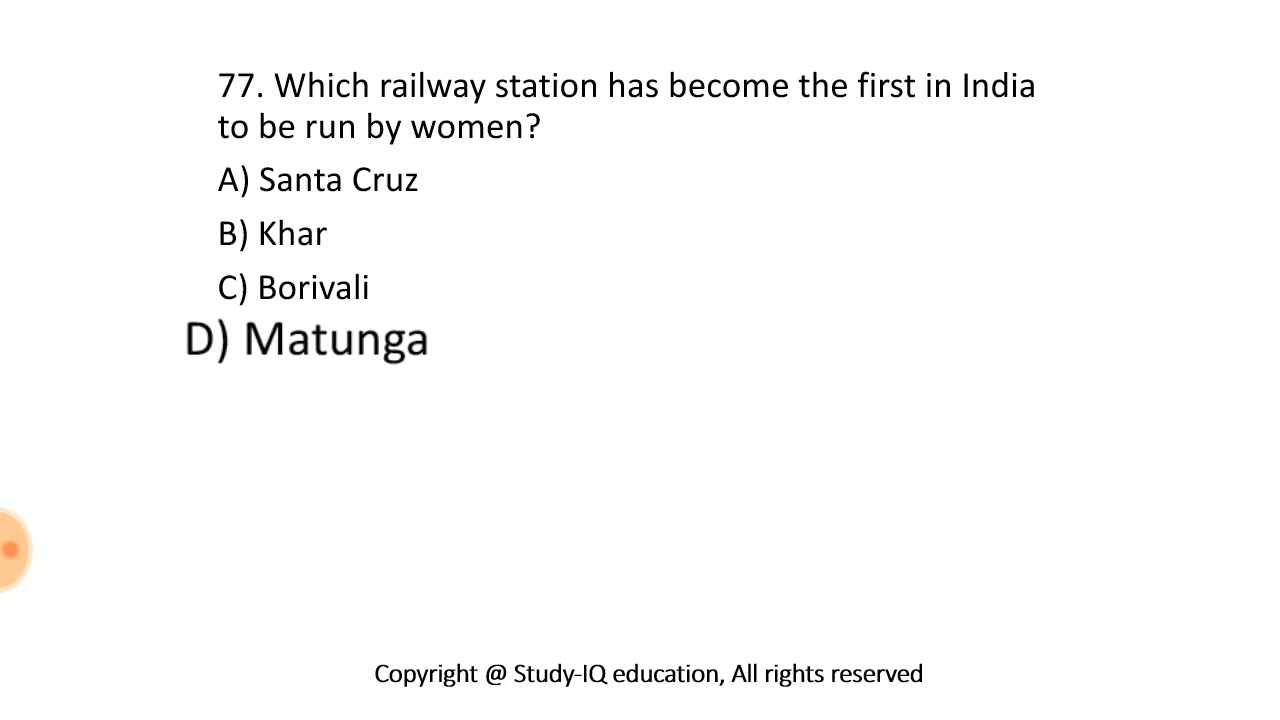 77. Which railway station has become the first in India
to be run by women?
A) Santa Cruz
B) Khar
C) Borivali
D) Matunga
Copyright @ Study-IQ education, All rights reserved